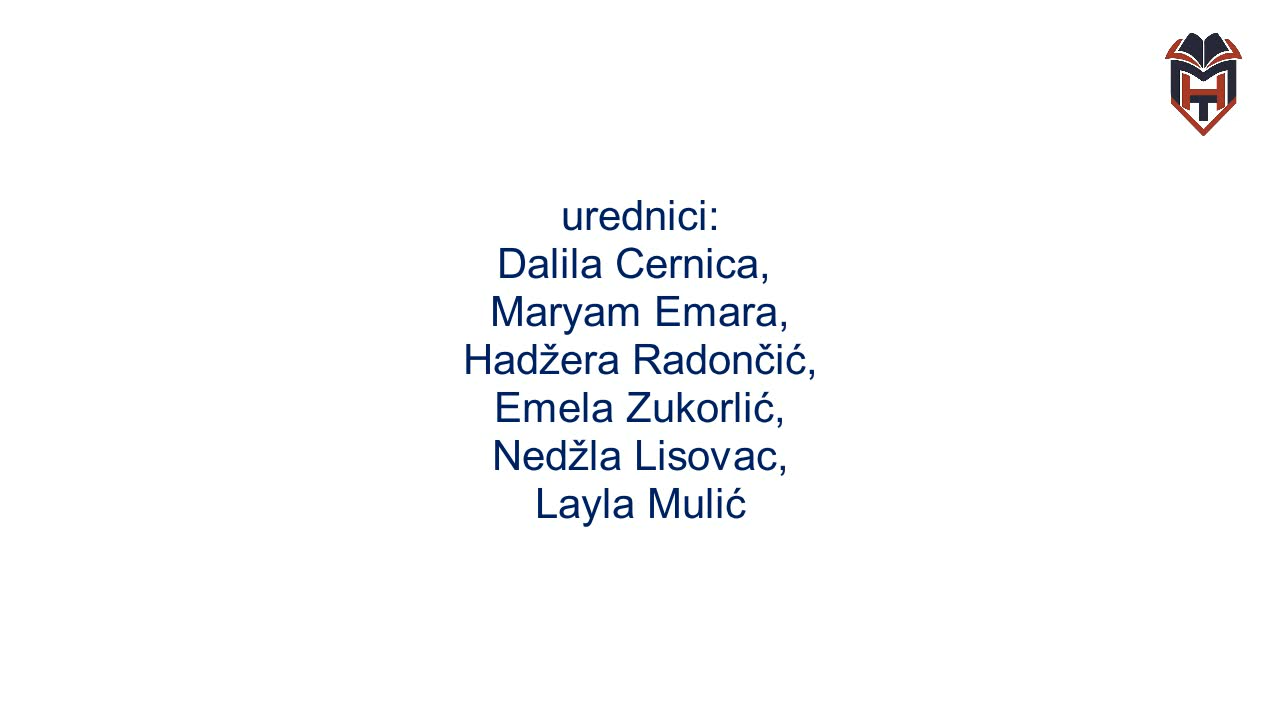 urednici:
Dalila Cernica,
Maryam Emara,
Hadžera Radončić,
Emela Zukorlić,
Nedžla Lisovac,
Layla Mulić